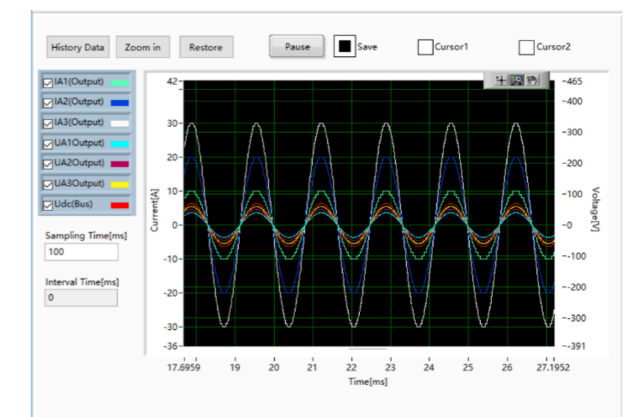 History Data Zoom in Restore Pause Save Cursor1 Cursor2
IA1(Output)
IA2(Output)
IA3(Output)
UA1Output)
UA2Output)
UA3Output)
Udc(Bus)
Sampling Time[ms]
100
Interval Time[ms]
0
Current[A]
42
30
20
10
0
-10
-20
-30
-36
465
400
300
200
100
0
-100
-200
-300
-391
Voltage[V]
17.6959 19 20 21 22 23 24 25 26 27.1952
Time[ms]